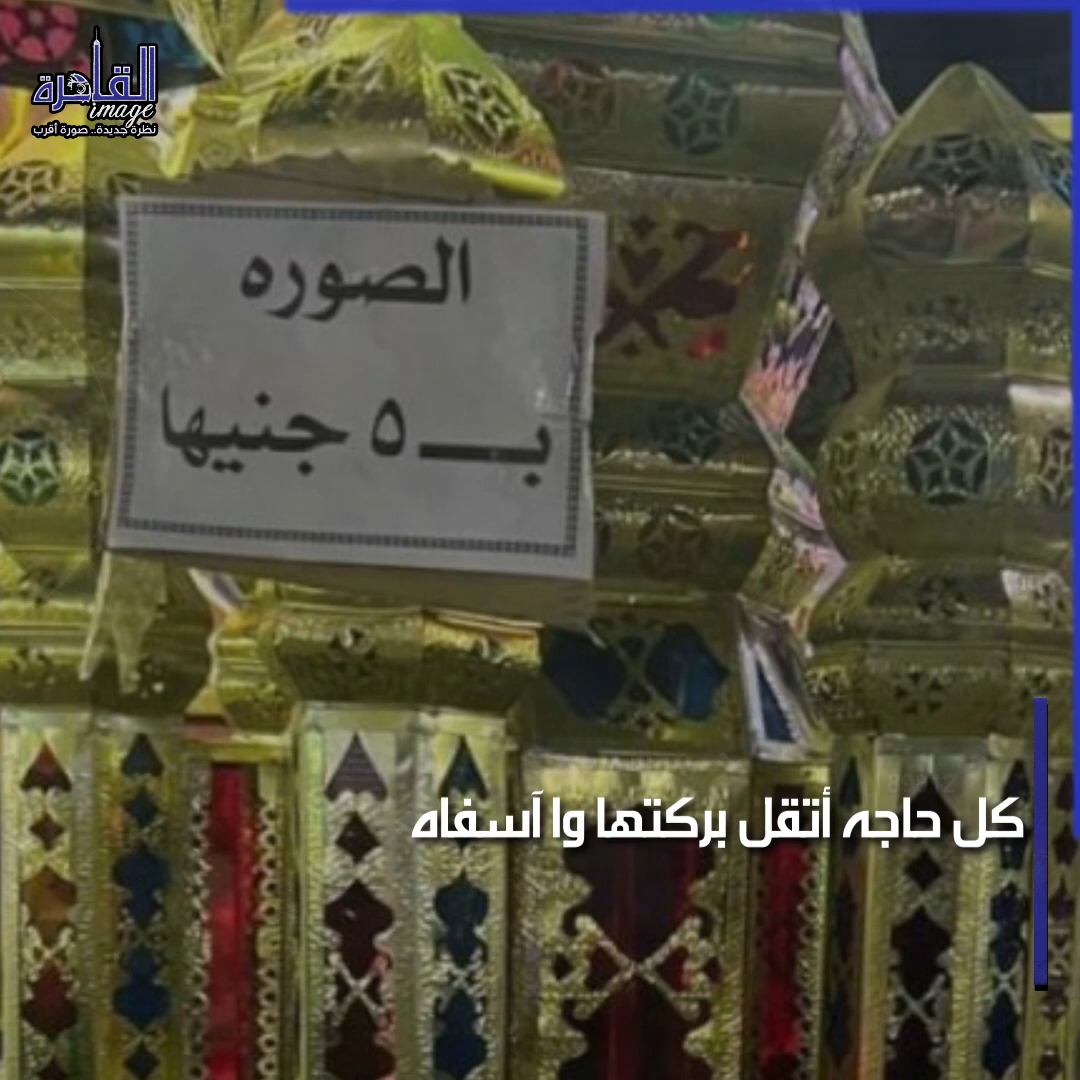 القاهرة
image
نظرة جديدة.. صورة أقرب
الصوره
بـــ ٥ جنيها
كل حاجه أتقل بركتها وا آسفاه